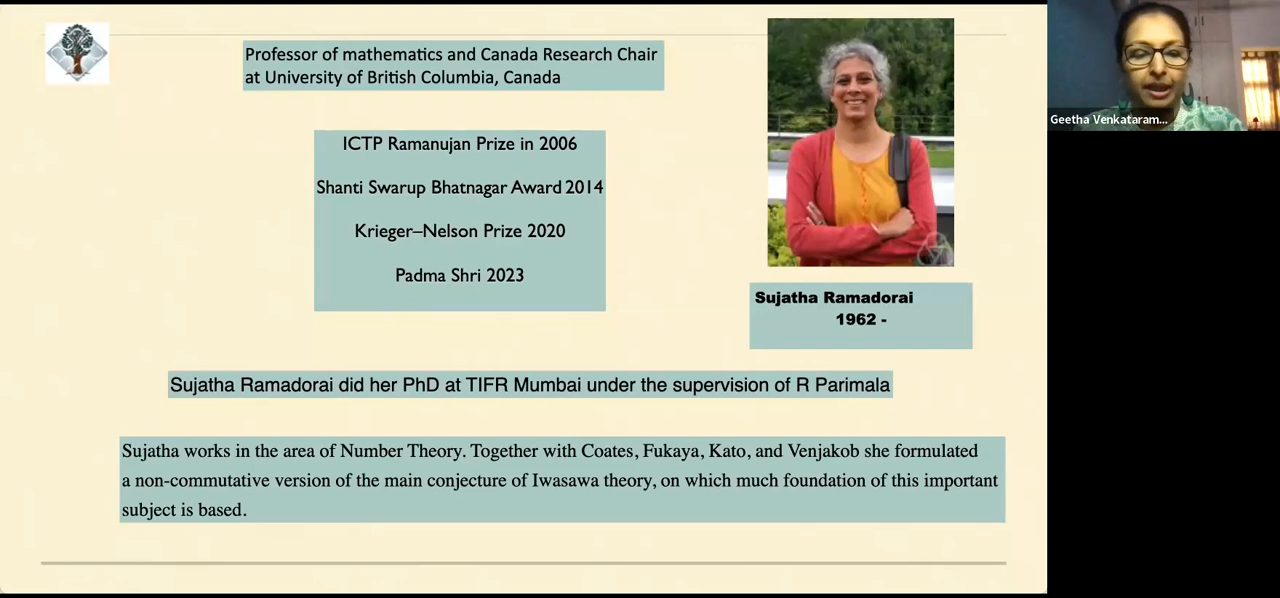 Professor of mathematics and Canada Research Chair
at University of British Columbia, Canada
ICTP Ramanujan Prize in 2006
Shanti Swarup Bhatnagar Award 2014
Krieger–Nelson Prize 2020
Padma Shri 2023
Sujatha Ramadorai
1962 -
Sujatha Ramadorai did her PhD at TIFR Mumbai under the supervision of R Parimala
Sujatha works in the area of Number Theory. Together with Coates, Fukaya, Kato, and Venjakob she formulated
a non-commutative version of the main conjecture of Iwasawa theory, on which much foundation of this important
subject is based.
Geetha Venkataram...